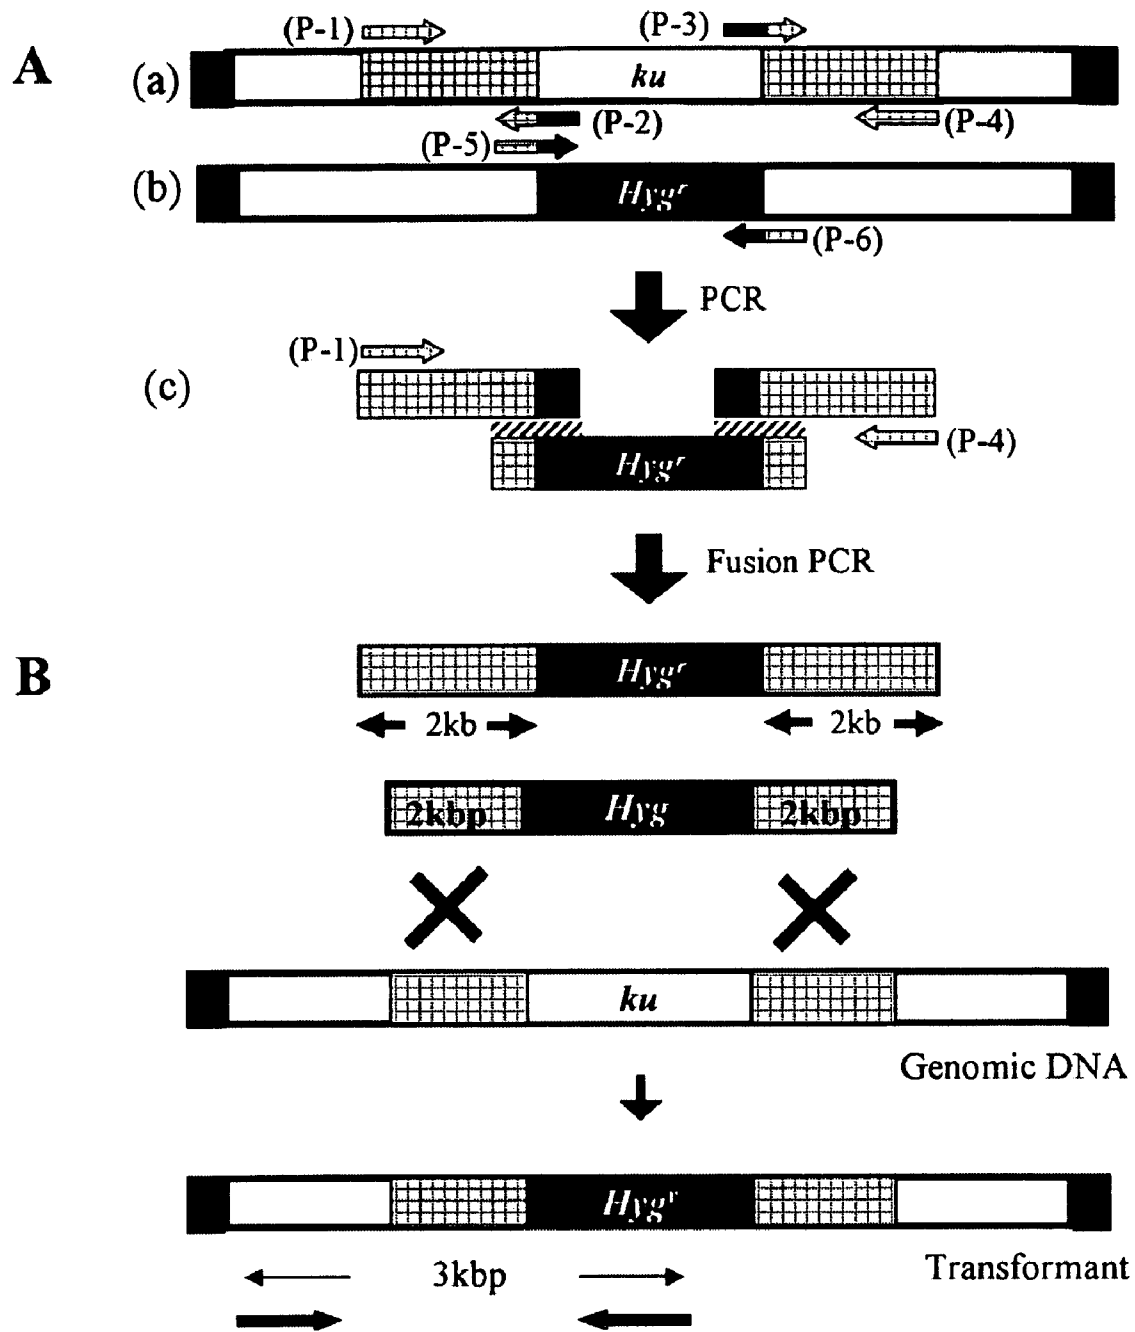 A
(P-1)
(P-3)
(a)
ku
(P-2)
(P-4)
(P-5)
(b)
Hygʳ
(P-6)
PCR
(P-1)
(c)
(P-4)
Hygʳ
Fusion PCR
B
Hygʳ
2kb
2kb
2kbp
Hyg
2kbp
ku
Genomic DNA
Hygʳ
3kbp
Transformant